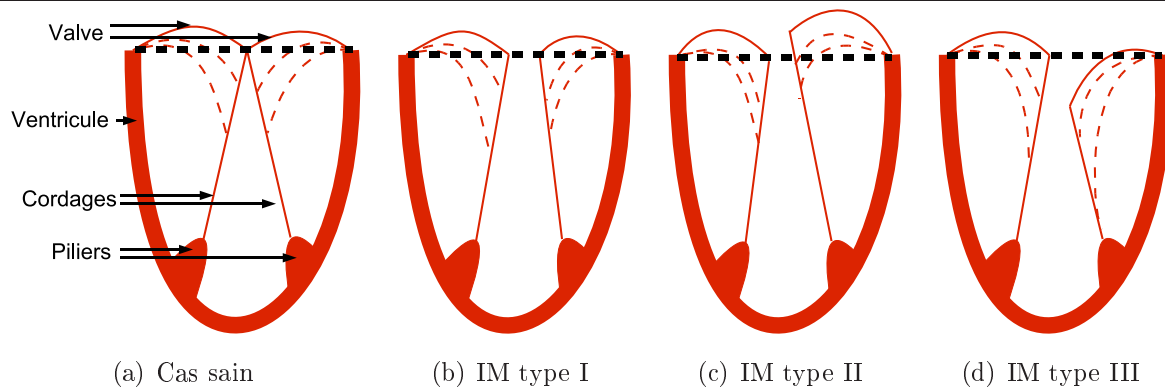 Valve
Ventricule
Cordages
Piliers
(a) Cas sain
(b) IM type I
(c) IM type II
(d) IM type III